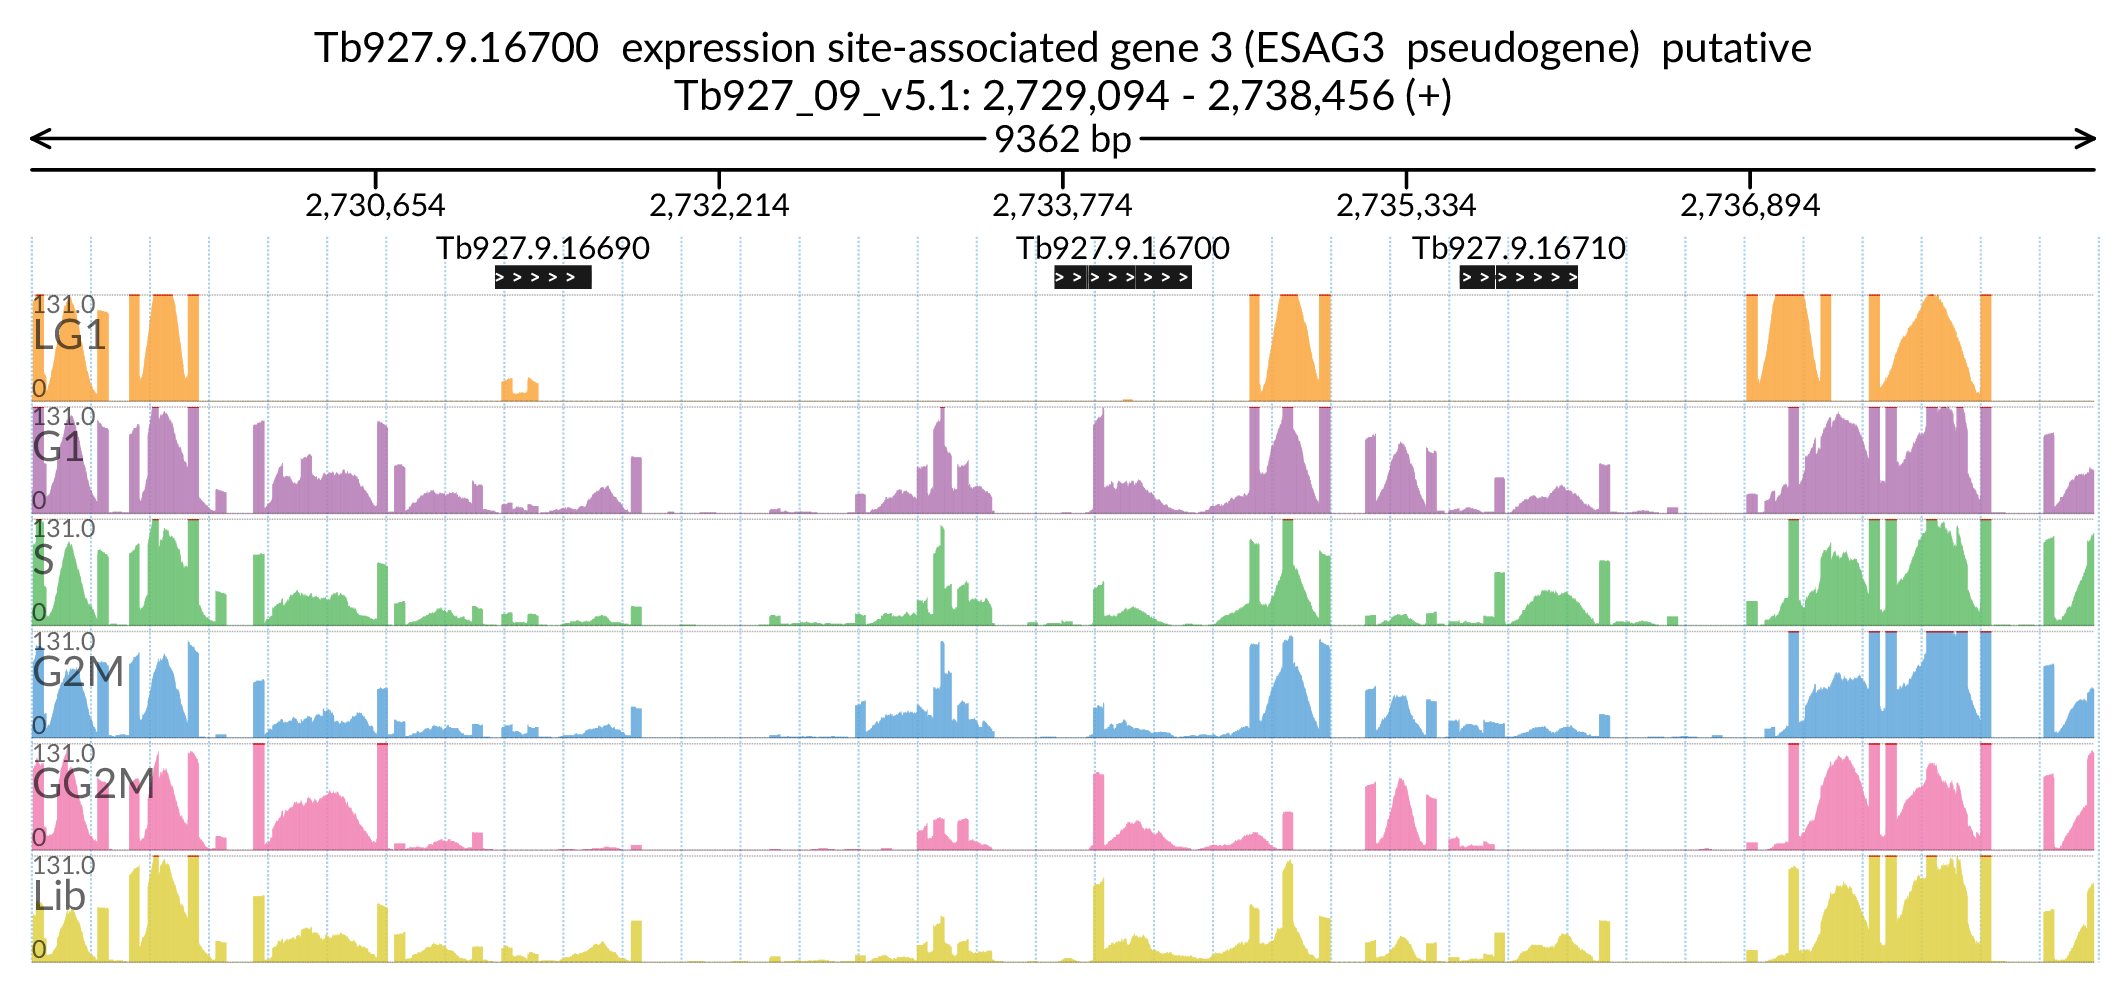 Tb927.9.16700  expression site-associated gene 3 (ESAG3  pseudogene)  putative
Tb927_09_v5.1: 2,729,094 - 2,738,456 (+)
9362 bp
2,730,654 2,732,214 2,733,774 2,735,334 2,736,894
Tb927.9.16690 Tb927.9.16700 Tb927.9.16710
131.0
LG1
0
131.0
G1
0
131.0
S
0
131.0
G2M
0
131.0
GG2M
0
131.0
Lib
0